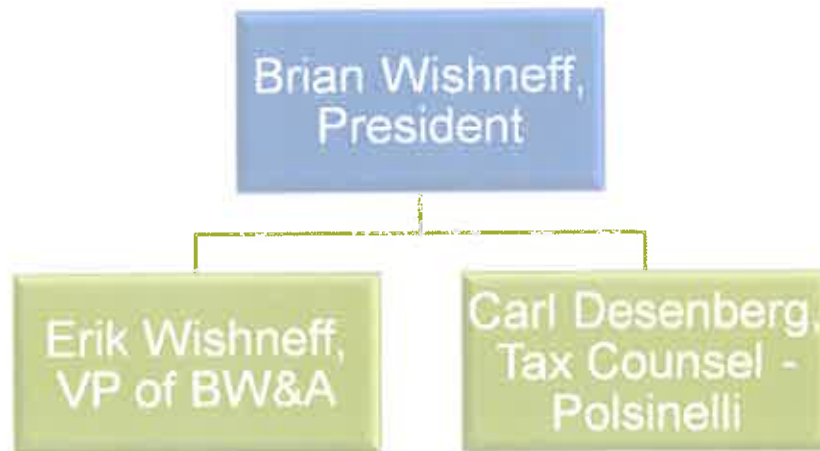 Brian Wishneff,
President
Erik Wishneff,
VP of BW&A
Carl Desenberg,
Tax Counsel -
Polsinelli